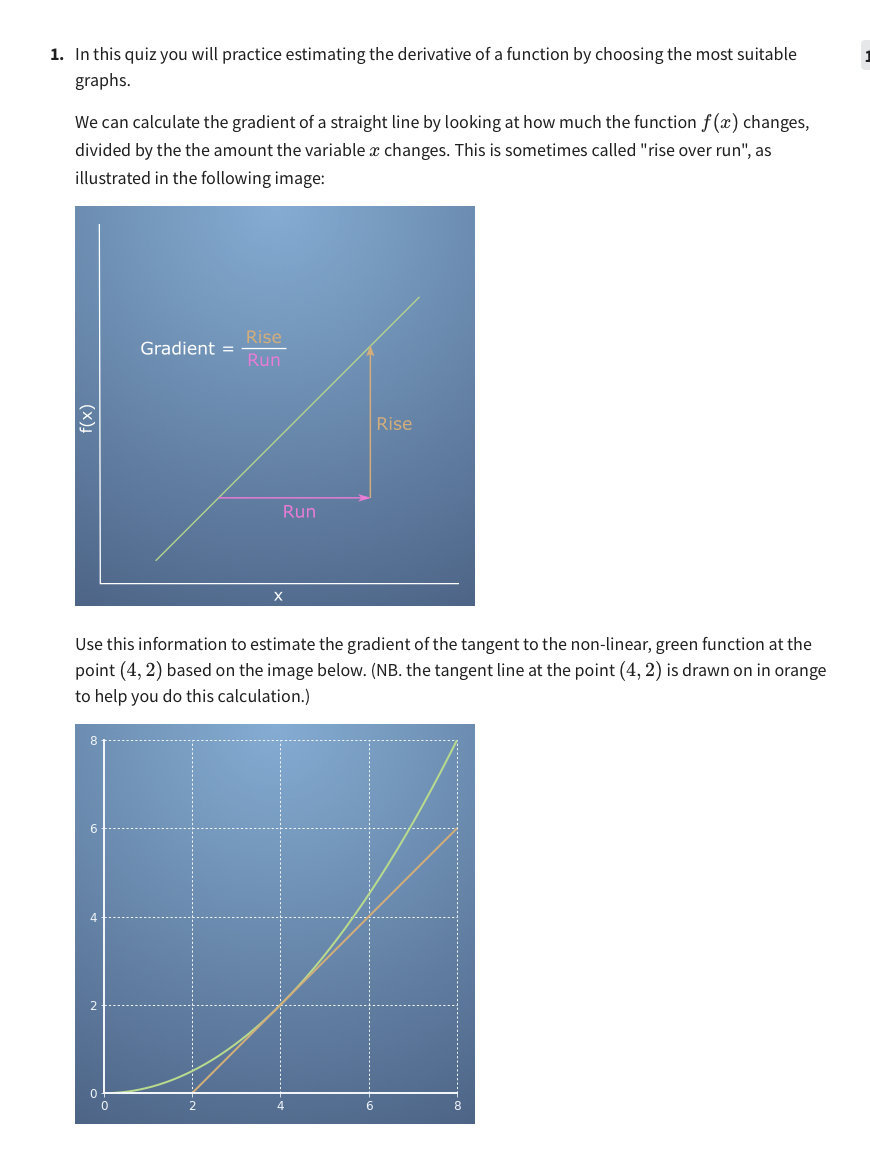 1. In this quiz you will practice estimating the derivative of a function by choosing the most suitable
graphs.
We can calculate the gradient of a straight line by looking at how much the function f(x) changes,
divided by the the amount the variable x changes. This is sometimes called "rise over run", as
illustrated in the following image:
Gradient = Rise
Run
f(x)
Rise
Run
x
Use this information to estimate the gradient of the tangent to the non-linear, green function at the
point (4, 2) based on the image below. (NB. the tangent line at the point (4, 2) is drawn on in orange
to help you do this calculation.)
8
6
4
2
0
0 2 4 6 8